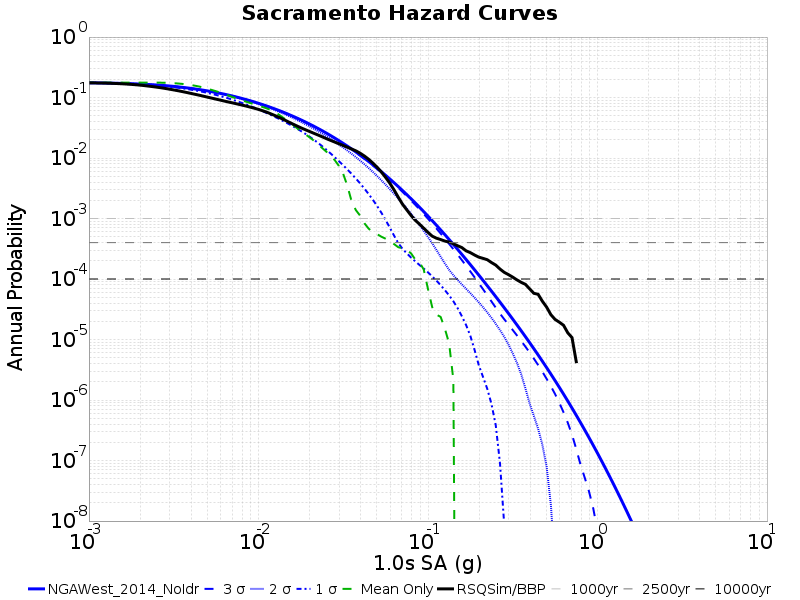 Sacramento Hazard Curves
Annual Probability
10^0
10^-1
10^-2
10^-3
10^-4
10^-5
10^-6
10^-7
10^-8
10^-3 10^-2 10^-1 10^0 10^1
1.0s SA (g)
NGAWest_2014_NoIdr 3 σ 2 σ 1 σ Mean Only RSQSim/BBP 1000yr 2500yr 10000yr